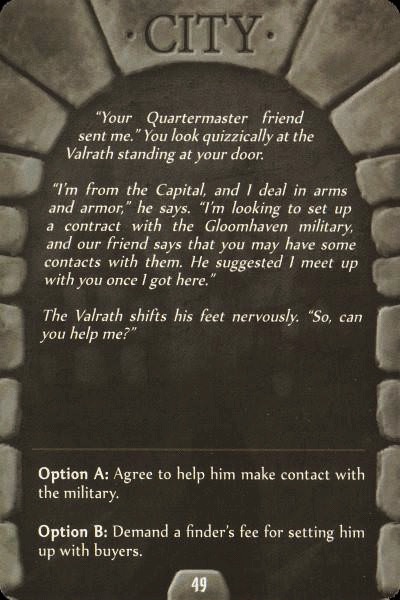 · CITY ·
“Your Quartermaster friend
sent me.” You look quizzically at the
Valrath standing at your door.
“I’m from the Capital, and I deal in arms
and armor,” he says. “I’m looking to set up
a contract with the Gloomhaven military,
and our friend says that you may have some
contacts with them. He suggested I meet up
with you once I got here.”
The Valrath shifts his feet nervously. “So, can
you help me?”
Option A: Agree to help him make contact with
the military.
Option B: Demand a finder’s fee for setting him
up with buyers.
49